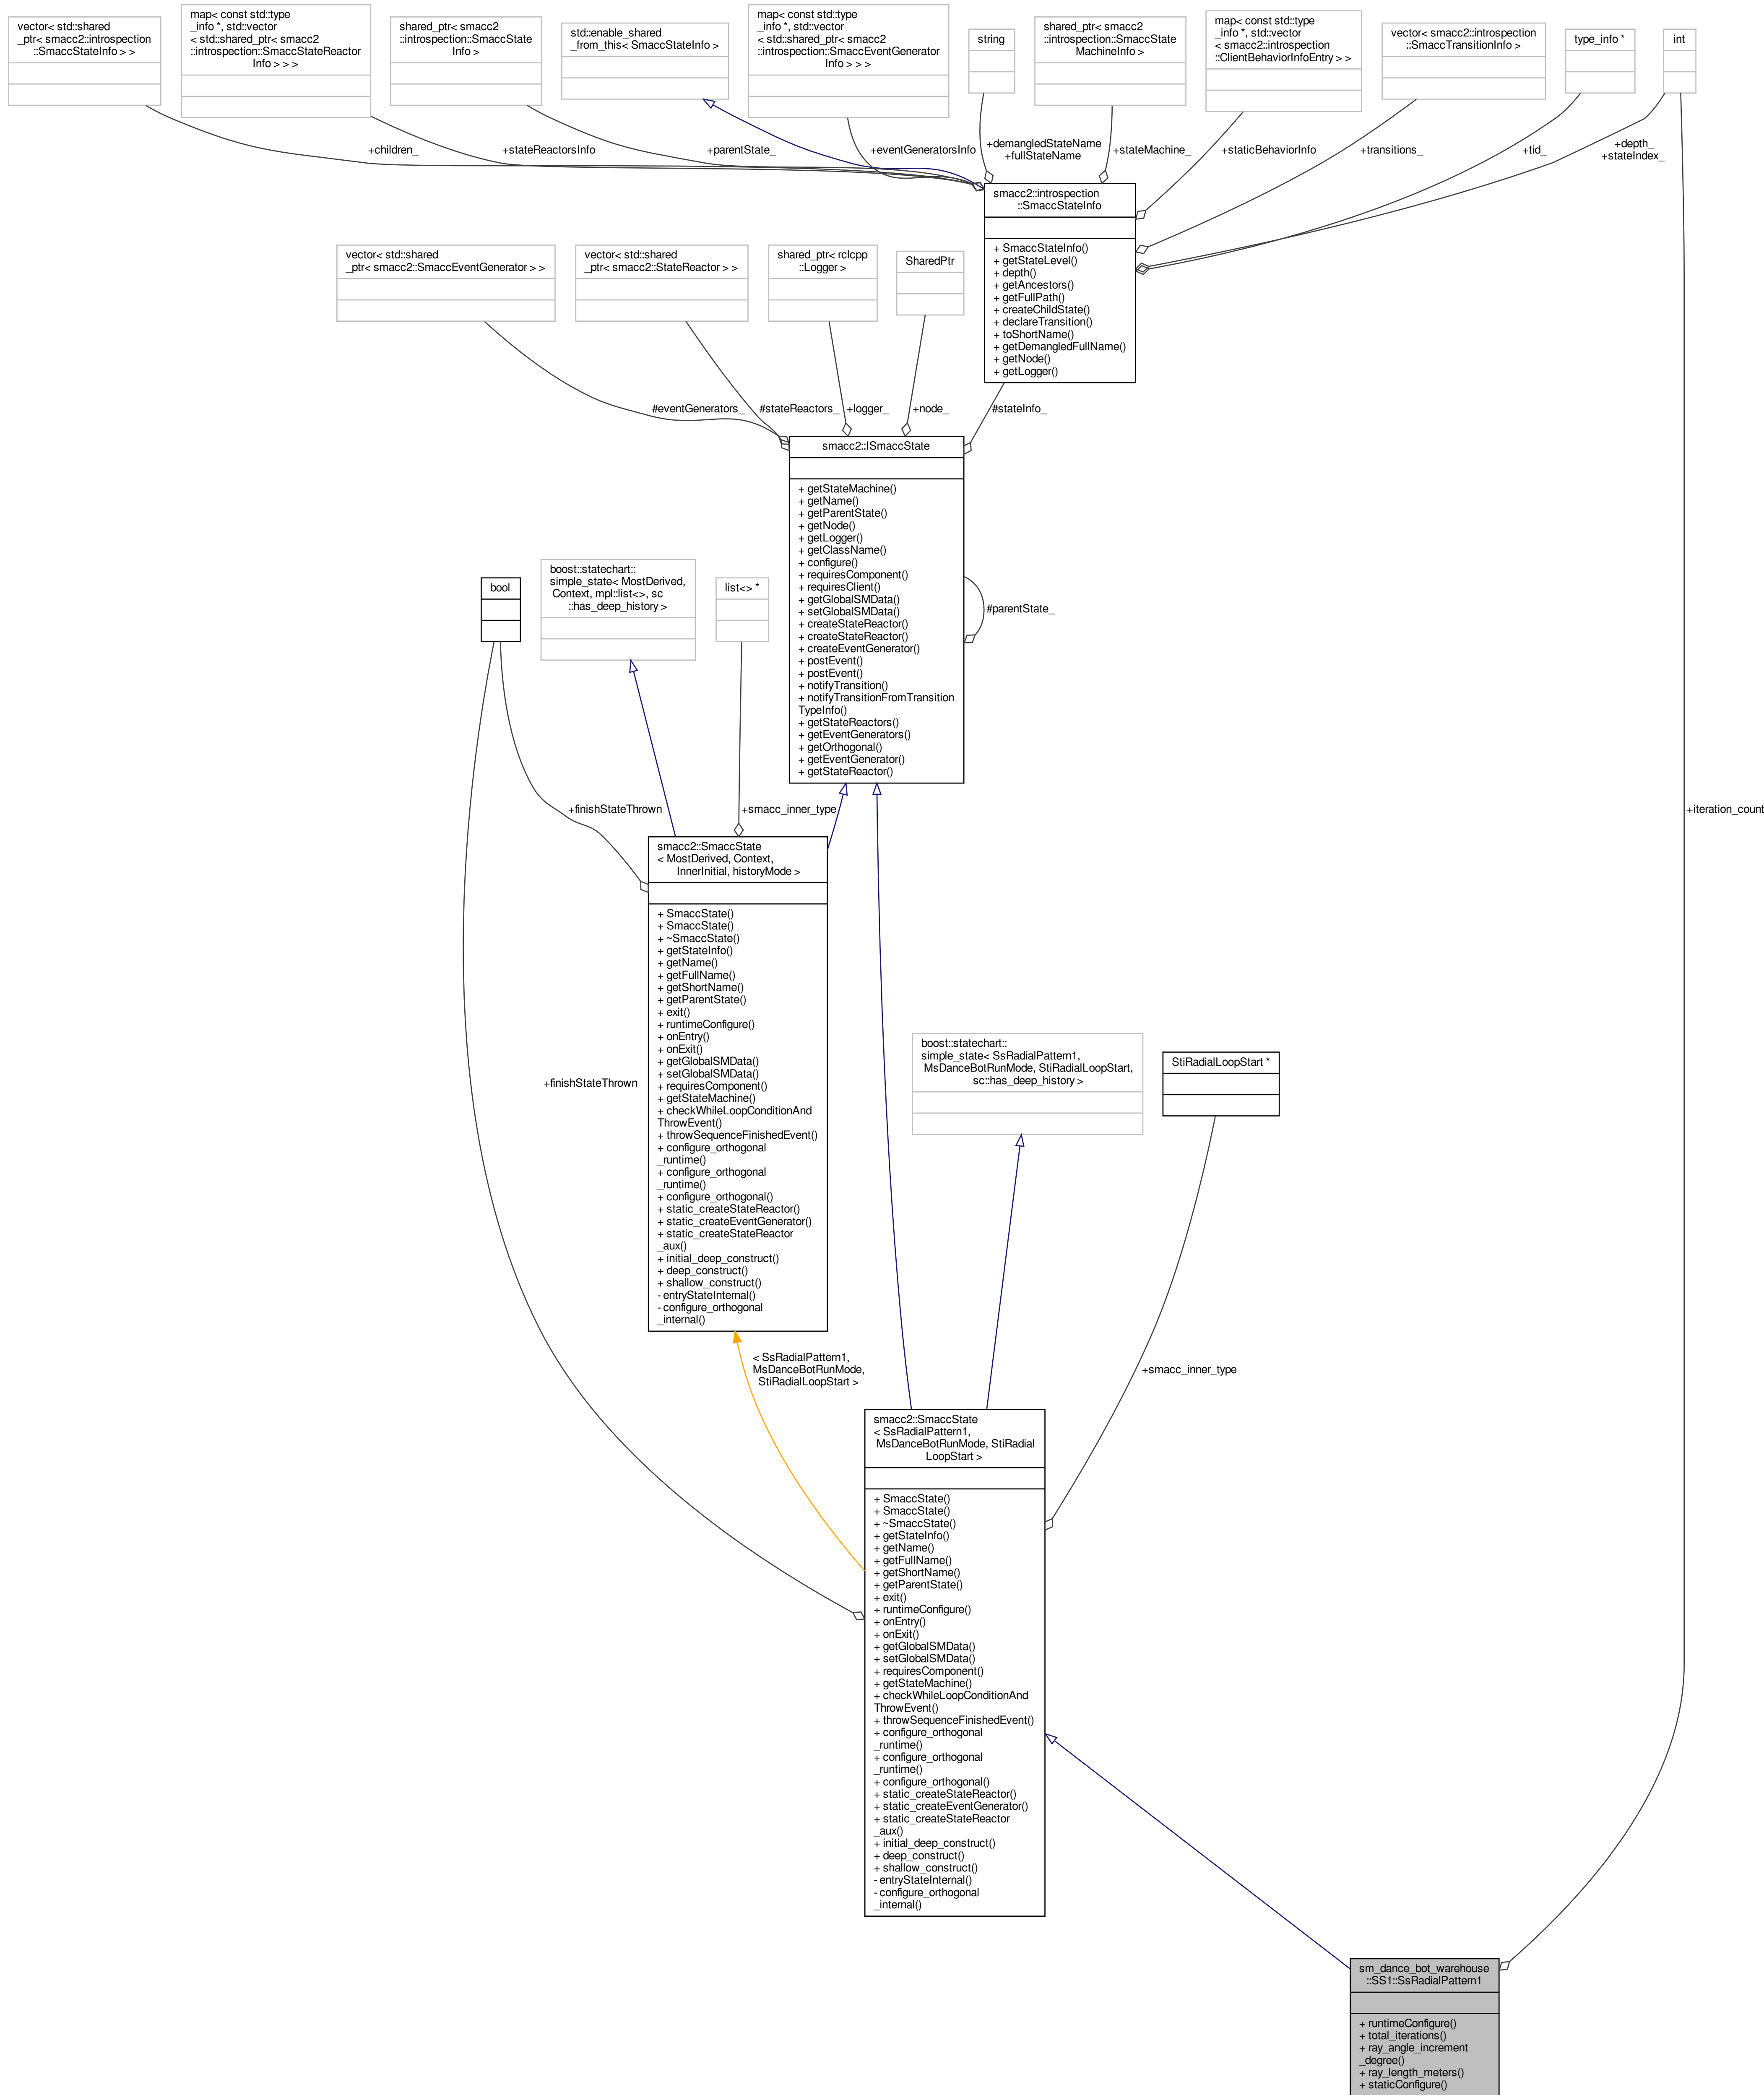 vector< std::shared
_ptr< smacc2::introspection
::SmaccStateInfo > >
map< const std::type
_info *, std::vector
< std::shared_ptr< smacc2
::introspection::SmaccStateReactor
Info > > >
shared_ptr< smacc2
::introspection::SmaccState
Info >
std::enable_shared
_from_this< SmaccStateInfo >
map< const std::type
_info *, std::vector
< std::shared_ptr< smacc2
::introspection::SmaccEventGenerator
Info > > >
string
shared_ptr< smacc2
::introspection::SmaccState
MachineInfo >
map< const std::type
_info *, std::vector
< smacc2::introspection
::ClientBehaviorInfoEntry > >
vector< smacc2::introspection
::SmaccTransitionInfo >
type_info *
int
+children_
+stateReactorsInfo
+parentState_
+eventGeneratorsInfo
+demangledStateName
+fullStateName
+stateMachine_
+staticBehaviorInfo
+transitions_
+tid_
+depth_
+stateIndex_
smacc2::introspection
::SmaccStateInfo
+ SmaccStateInfo()
+ getStateLevel()
+ depth()
+ getAncestors()
+ getFullPath()
+ createChildState()
+ declareTransition()
+ toShortName()
+ getDemangledFullName()
+ getNode()
+ getLogger()
vector< std::shared
_ptr< smacc2::SmaccEventGenerator > >
vector< std::shared
_ptr< smacc2::StateReactor > >
shared_ptr< rclcpp
::Logger >
SharedPtr
#eventGenerators_
#stateReactors_
+logger_
+node_
#stateInfo_
smacc2::ISmaccState
+ getStateMachine()
+ getName()
+ getParentState()
+ getNode()
+ getLogger()
+ getClassName()
+ configure()
+ requiresComponent()
+ requiresClient()
+ getGlobalSMData()
+ setGlobalSMData()
+ createStateReactor()
+ createStateReactor()
+ createEventGenerator()
+ postEvent()
+ postEvent()
+ notifyTransition()
+ notifyTransitionFromTransition
TypeInfo()
+ getStateReactors()
+ getEventGenerators()
+ getOrthogonal()
+ getEventGenerator()
+ getStateReactor()
#parentState_
bool
boost::statechart::
simple_state< MostDerived,
Context, mpl::list<>, sc
::has_deep_history >
list<> *
+finishStateThrown
+smacc_inner_type
+iteration_count
smacc2::SmaccState
< MostDerived, Context,
InnerInitial, historyMode >
+ SmaccState()
+ SmaccState()
+ ~SmaccState()
+ getStateInfo()
+ getName()
+ getFullName()
+ getShortName()
+ getParentState()
+ exit()
+ runtimeConfigure()
+ onEntry()
+ onExit()
+ getGlobalSMData()
+ setGlobalSMData()
+ requiresComponent()
+ getStateMachine()
+ checkWhileLoopConditionAnd
ThrowEvent()
+ throwSequenceFinishedEvent()
+ configure_orthogonal
_runtime()
+ configure_orthogonal
_runtime()
+ configure_orthogonal()
+ static_createStateReactor()
+ static_createEventGenerator()
+ static_createStateReactor
_aux()
+ initial_deep_construct()
+ deep_construct()
+ shallow_construct()
- entryStateInternal()
- configure_orthogonal
_internal()
+finishStateThrown
boost::statechart::
simple_state< SsRadialPattern1,
MsDanceBotRunMode, StiRadialLoopStart,
sc::has_deep_history >
StiRadialLoopStart *
< SsRadialPattern1,
MsDanceBotRunMode,
StiRadialLoopStart >
+smacc_inner_type
smacc2::SmaccState
< SsRadialPattern1,
MsDanceBotRunMode, StiRadial
LoopStart >
+ SmaccState()
+ SmaccState()
+ ~SmaccState()
+ getStateInfo()
+ getName()
+ getFullName()
+ getShortName()
+ getParentState()
+ exit()
+ runtimeConfigure()
+ onEntry()
+ onExit()
+ getGlobalSMData()
+ setGlobalSMData()
+ requiresComponent()
+ getStateMachine()
+ checkWhileLoopConditionAnd
ThrowEvent()
+ throwSequenceFinishedEvent()
+ configure_orthogonal
_runtime()
+ configure_orthogonal
_runtime()
+ configure_orthogonal()
+ static_createStateReactor()
+ static_createEventGenerator()
+ static_createStateReactor
_aux()
+ initial_deep_construct()
+ deep_construct()
+ shallow_construct()
- entryStateInternal()
- configure_orthogonal
_internal()
sm_dance_bot_warehouse
::SS1::SsRadialPattern1
+ runtimeConfigure()
+ total_iterations()
+ ray_angle_increment
_degree()
+ ray_length_meters()
+ staticConfigure()